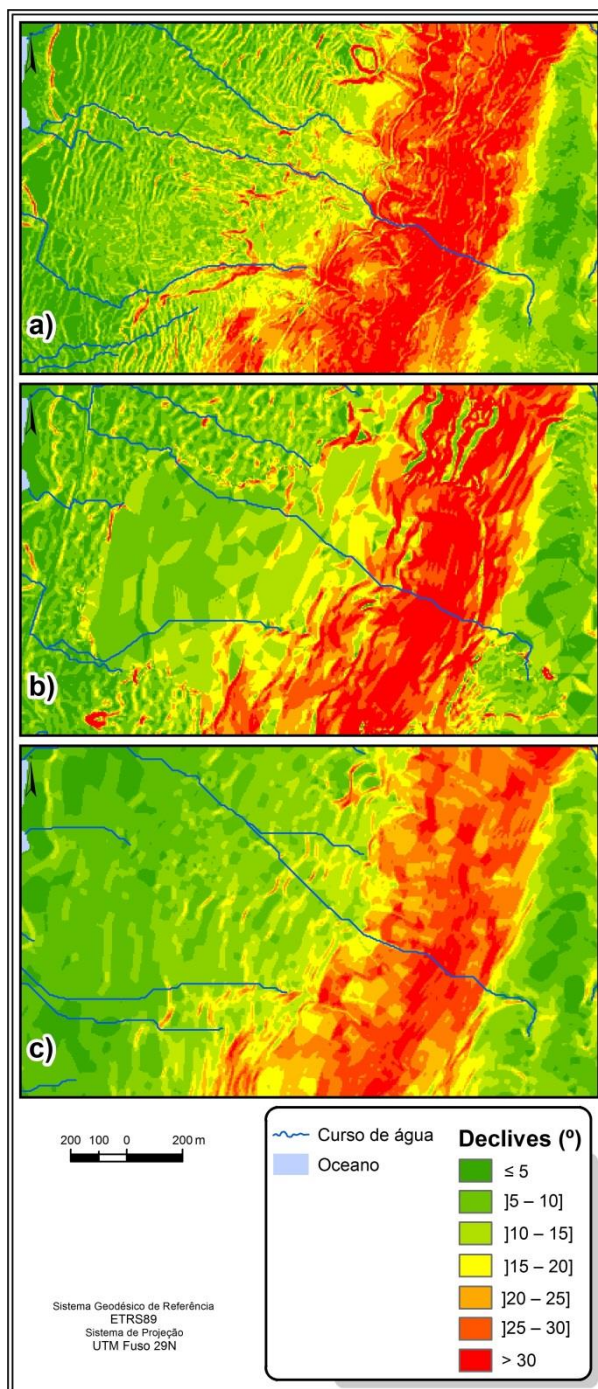 a)
b)
c)
200 100 0 200 m
Curso de água
Oceano
Declives (º)
≤ 5
]5 – 10]
]10 – 15]
]15 – 20]
]20 – 25]
]25 – 30]
> 30
Sistema Geodésico de Referência
ETRS89
Sistema de Projeção
UTM Fuso 29N